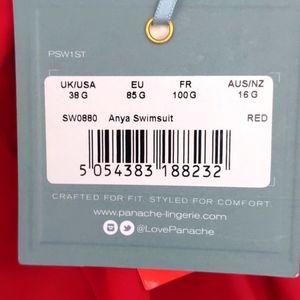 PSW1ST
UK/USA EU FR AUS/NZ
38 G 85 G 100 G 16 G
SW0880 Anya Swimsuit RED
5 054383 188232
CRAFTED FOR FIT. STYLED FOR COMFORT.
www.panache-lingerie.com
@LovePanache